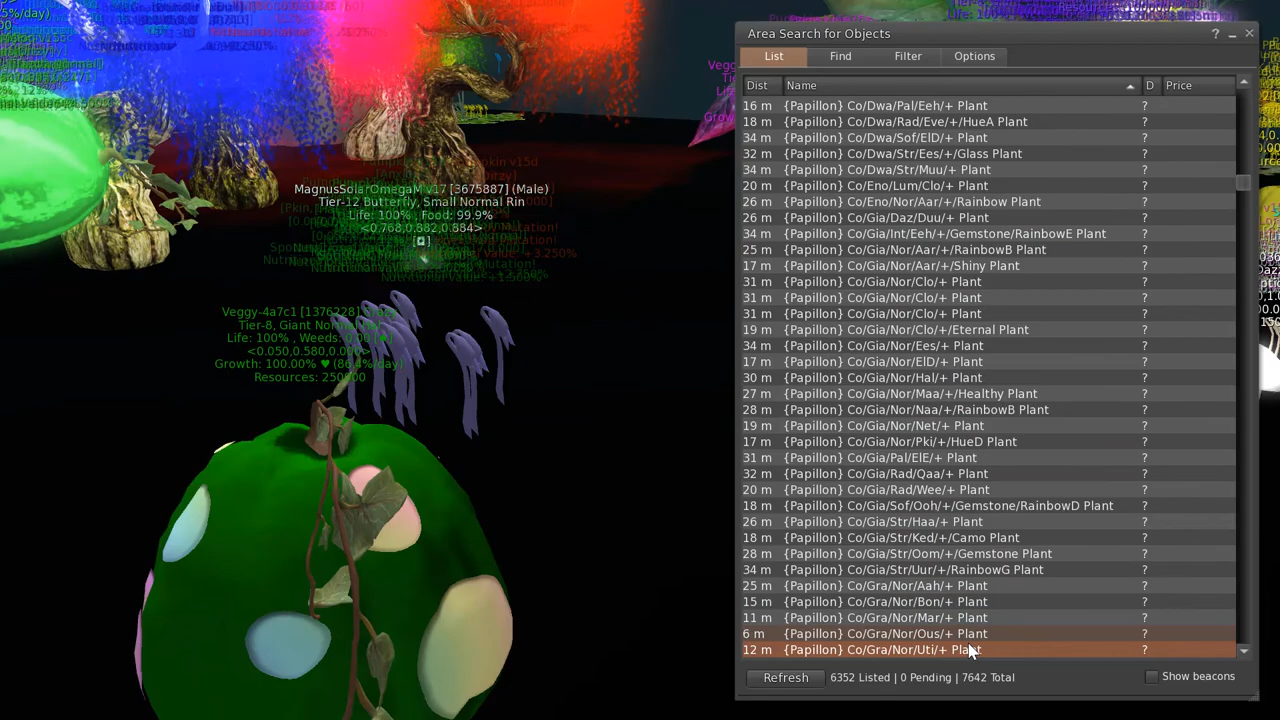 MagnusSolarOmegaM v17 [3675887] (Male)
Tier-12 Butterfly, Small Normal Rin
Life: 100% , Food: 99.9%
<0.768,0.882,0.884>
Veggy-4a7c1 [1376228]
Tier-8, Giant Normal
Life: 100% , Weeds: 0.00
<0.050,0.580,0.000>
Growth: 100.00% ♥ (86.4%/day)
Resources: 250000
Area Search for Objects
List Find Filter Options
Dist Name D Price
16 m {Papillon} Co/Dwa/Pal/Eeh/+ Plant ?
18 m {Papillon} Co/Dwa/Rad/Eve/+/HueA Plant ?
34 m {Papillon} Co/Dwa/Sof/ElD/+ Plant ?
32 m {Papillon} Co/Dwa/Str/Ees/+/Glass Plant ?
34 m {Papillon} Co/Dwa/Str/Muu/+ Plant ?
20 m {Papillon} Co/Eno/Lum/Clo/+ Plant ?
26 m {Papillon} Co/Eno/Nor/Aar/+/Rainbow Plant ?
26 m {Papillon} Co/Gia/Daz/Duu/+ Plant ?
34 m {Papillon} Co/Gia/Int/Eeh/+/Gemstone/RainbowE Plant ?
25 m {Papillon} Co/Gia/Nor/Aar/+/RainbowB Plant ?
17 m {Papillon} Co/Gia/Nor/Aar/+/Shiny Plant ?
31 m {Papillon} Co/Gia/Nor/Clo/+ Plant ?
31 m {Papillon} Co/Gia/Nor/Clo/+ Plant ?
31 m {Papillon} Co/Gia/Nor/Clo/+ Plant ?
19 m {Papillon} Co/Gia/Nor/Clo/+/Eternal Plant ?
34 m {Papillon} Co/Gia/Nor/Ees/+ Plant ?
17 m {Papillon} Co/Gia/Nor/ElD/+ Plant ?
30 m {Papillon} Co/Gia/Nor/Hal/+ Plant ?
27 m {Papillon} Co/Gia/Nor/Maa/+/Healthy Plant ?
28 m {Papillon} Co/Gia/Nor/Naa/+/RainbowB Plant ?
19 m {Papillon} Co/Gia/Nor/Net/+ Plant ?
17 m {Papillon} Co/Gia/Nor/Pki/+/HueD Plant ?
31 m {Papillon} Co/Gia/Pal/ElE/+ Plant ?
32 m {Papillon} Co/Gia/Rad/Qaa/+ Plant ?
20 m {Papillon} Co/Gia/Rad/Wee/+ Plant ?
18 m {Papillon} Co/Gia/Sof/Ooh/+/Gemstone/RainbowD Plant ?
26 m {Papillon} Co/Gia/Str/Haa/+ Plant ?
18 m {Papillon} Co/Gia/Str/Ked/+/Camo Plant ?
28 m {Papillon} Co/Gia/Str/Oom/+/Gemstone Plant ?
34 m {Papillon} Co/Gia/Str/Uur/+/RainbowG Plant ?
25 m {Papillon} Co/Gra/Nor/Aah/+ Plant ?
15 m {Papillon} Co/Gra/Nor/Bon/+ Plant ?
11 m {Papillon} Co/Gra/Nor/Mar/+ Plant ?
6 m {Papillon} Co/Gra/Nor/Ous/+ Plant ?
12 m {Papillon} Co/Gra/Nor/Uti/+ Plant ?
Refresh 6352 Listed | 0 Pending | 7642 Total Show beacons